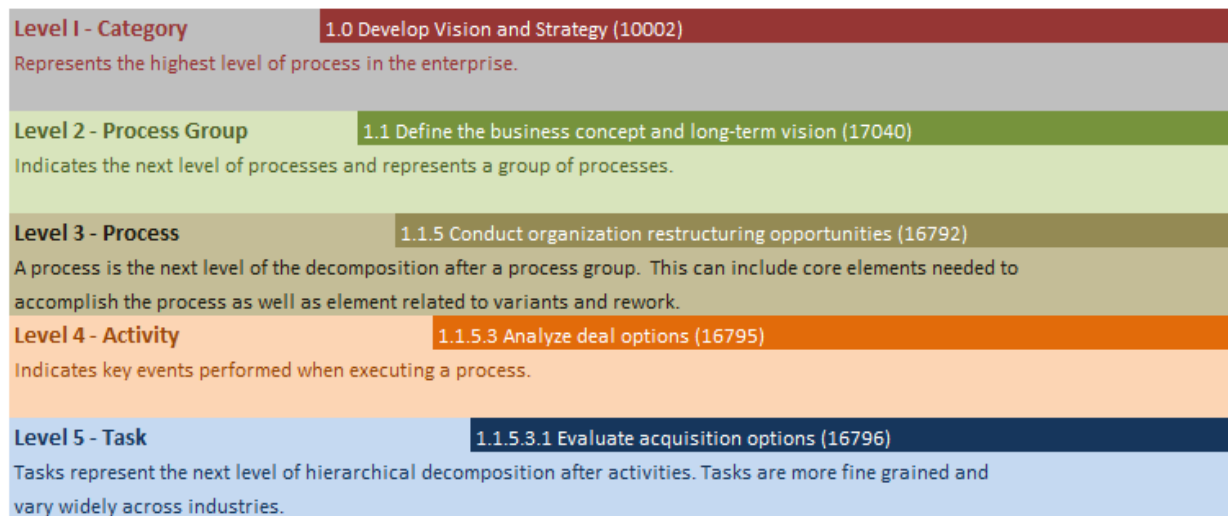 Level I - Category 1.0 Develop Vision and Strategy (10002)
Represents the highest level of process in the enterprise.
Level 2 - Process Group 1.1 Define the business concept and long-term vision (17040)
Indicates the next level of processes and represents a group of processes.
Level 3 - Process 1.1.5 Conduct organization restructuring opportunities (16792)
A process is the next level of the decomposition after a process group. This can include core elements needed to
accomplish the process as well as element related to variants and rework.
Level 4 - Activity 1.1.5.3 Analyze deal options (16795)
Indicates key events performed when executing a process.
Level 5 - Task 1.1.5.3.1 Evaluate acquisition options (16796)
Tasks represent the next level of hierarchical decomposition after activities. Tasks are more fine grained and
vary widely across industries.